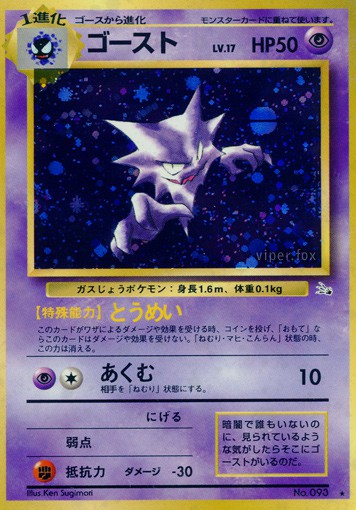 1進化 ゴースから進化 モンスターカードに重ねて使います。
ゴースト LV.17 HP50
viper.fox
ガスじょうポケモン：身長1.6m、体重0.1kg
【特殊能力】とうめい
このカードがワザによるダメージや効果を受ける時、コインを投げ、「おもて」な
らこのカードはダメージや効果を受けない。「ねむり・マヒ・こんらん」状態の時、
この力は消える。
あくむ 10
相手を「ねむり」状態にする。
にげる
弱点
抵抗力 ダメージ -30
暗闇で誰もいないの
に、見られているよう
な気がしたらそこにゴ
ーストがいるのだ。
Illus. Ken Sugimori
No. 093 ★